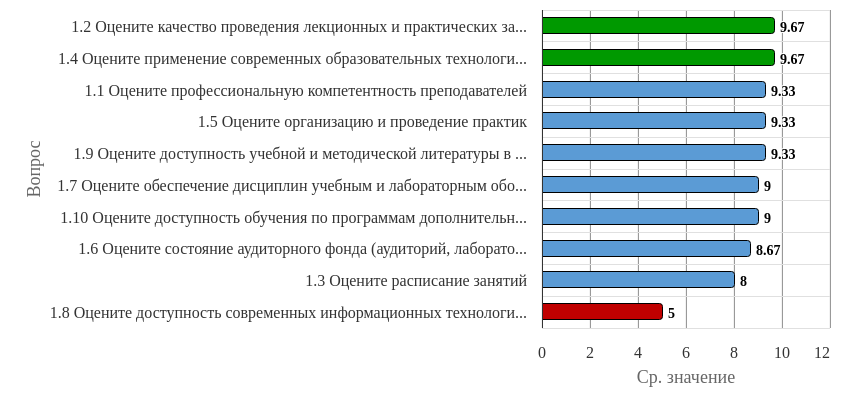 1.2 Оцените качество проведения лекционных и практических за... 9.67
1.4 Оцените применение современных образовательных технологи... 9.67
1.1 Оцените профессиональную компетентность преподавателей 9.33
1.5 Оцените организацию и проведение практик 9.33
1.9 Оцените доступность учебной и методической литературы в ... 9.33
1.7 Оцените обеспечение дисциплин учебным и лабораторным обо... 9
1.10 Оцените доступность обучения по программам дополнительн... 9
1.6 Оцените состояние аудиторного фонда (аудиторий, лаборато... 8.67
1.3 Оцените расписание занятий 8
1.8 Оцените доступность современных информационных технологи... 5
Вопрос
0 2 4 6 8 10 12
Ср. значение